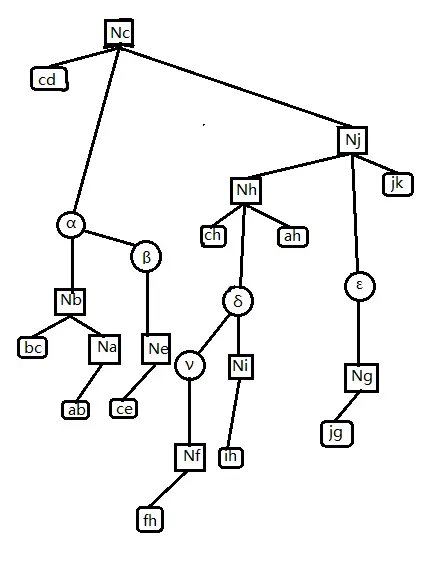 Nc
cd
Nj
jk
Nh
ch
ah
α
β
δ
ε
Nb
bc
Na
Ne
ν
Ni
Ng
ab
ce
jg
Nf
ih
fh